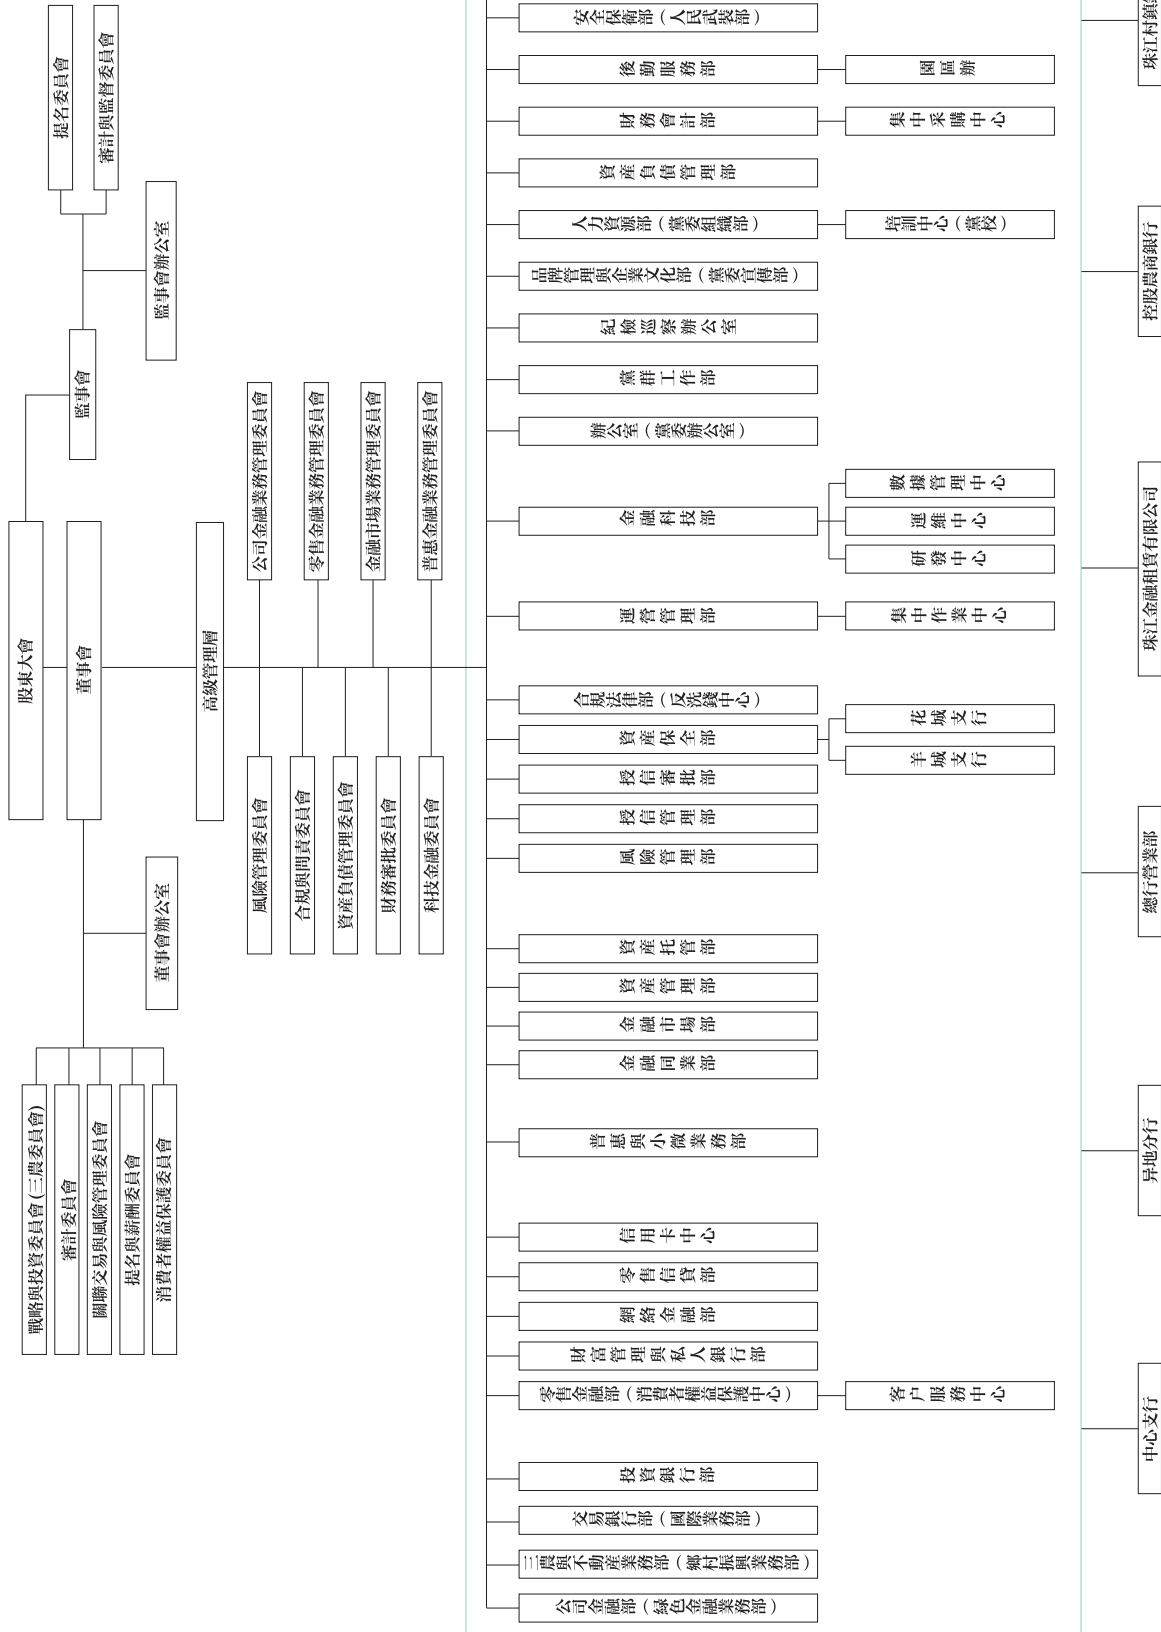 股東大會
董事會
監事會
提名委員會
審計與監督委員會
監事會辦公室
戰略與投資委員會(三農委員會)
審計委員會
關聯交易與風險管理委員會
提名與薪酬委員會
消費者權益保護委員會
董事會辦公室
高級管理層
風險管理委員會
合規與問責委員會
資產負債管理委員會
財務審批委員會
科技金融委員會
公司金融業務管理委員會
零售金融業務管理委員會
金融市場業務管理委員會
普惠金融業務管理委員會
公司金融部(綠色金融業務部)
三農與不動產業務部(鄉村振興業務部)
交易銀行部(國際業務部)
投資銀行部
零售金融部(消費者權益保護中心)
客戶服務中心
財富管理與私人銀行部
網絡金融部
零售信貸部
信用卡中心
普惠與小微業務部
金融同業部
金融市場部
資產管理部
資產托管部
風險管理部
授信管理部
授信審批部
資產保全部
羊城支行
花城支行
合規法律部(反洗錢中心)
運營管理部
集中作業中心
金融科技部
研發中心
運維中心
數據管理中心
辦公室(黨委辦公室)
黨群工作部
紀檢巡察辦公室
品牌管理與企業文化部(黨委宣傳部)
人力資源部(黨委組織部)
培訓中心(黨校)
資產負債管理部
財務會計部
集中采購中心
後勤服務部
園區辦
安全保衛部(人民武裝部)
中心支行
异地分行
總行營業部
珠江金融租賃有限公司
控股農商銀行
珠江村鎮